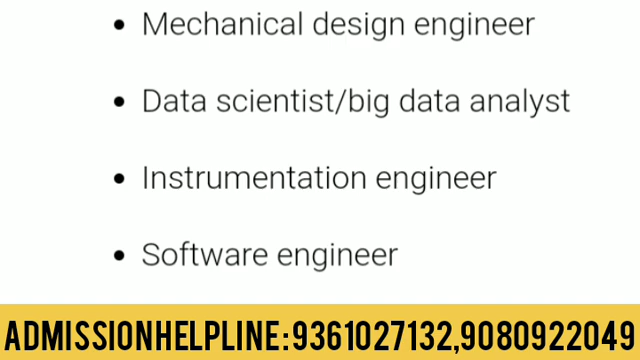 • Mechanical design engineer
• Data scientist/big data analyst
• Instrumentation engineer
• Software engineer
ADMISSIONHELPLINE:9361027132,9080922049